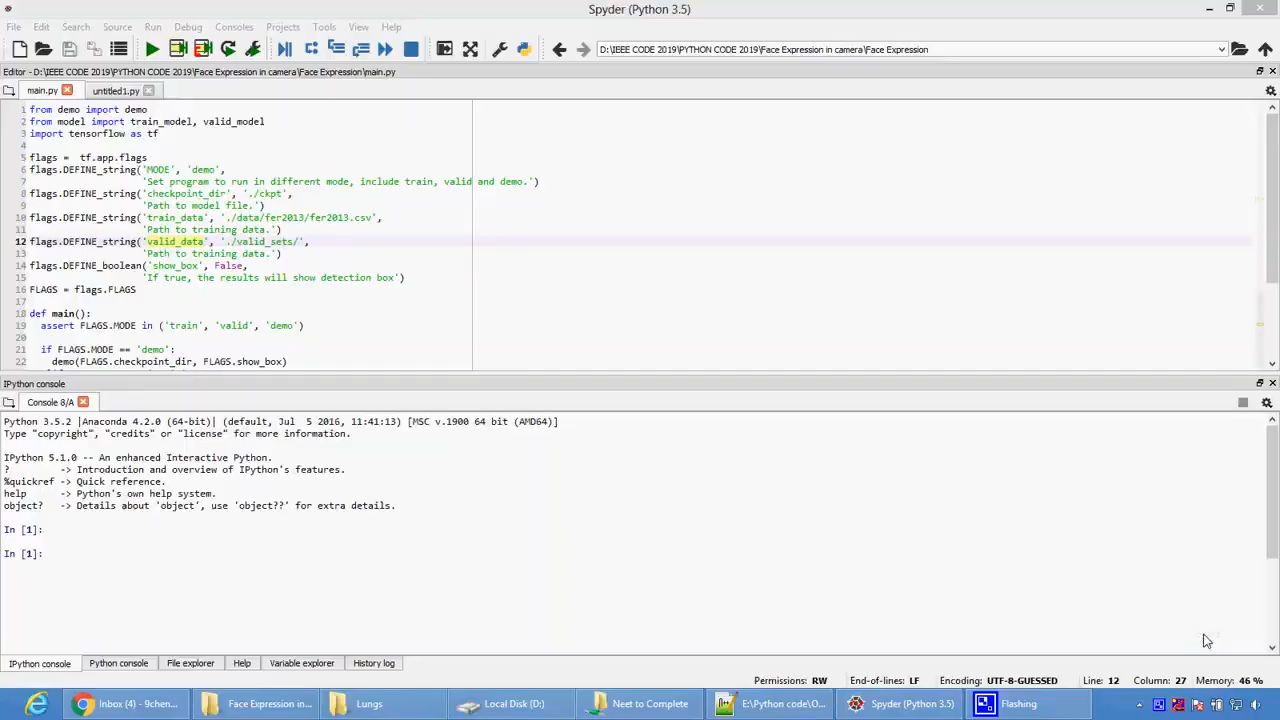 Spyder (Python 3.5)
File Edit Search Source Run Debug Consoles Projects Tools View Help
D:\IEEE CODE 2019\PYTHON CODE 2019\Face Expression in camera\Face Expression
Editor - D:\IEEE CODE 2019\PYTHON CODE 2019\Face Expression in camera\Face Expression\main.py
main.py untitled1.py
1 from demo import demo
2 from model import train_model, valid_model
3 import tensorflow as tf
4
5 flags =  tf.app.flags
6 flags.DEFINE_string('MODE', 'demo',
7 'Set program to run in different mode, include train, valid and demo.')
8 flags.DEFINE_string('checkpoint_dir', './ckpt',
9 'Path to model file.')
10 flags.DEFINE_string('train_data', './data/fer2013/fer2013.csv',
11 'Path to training data.')
12 flags.DEFINE_string('valid_data', './valid_sets/',
13 'Path to training data.')
14 flags.DEFINE_boolean('show_box', False,
15 'If true, the results will show detection box')
16 FLAGS = flags.FLAGS
17
18 def main():
19 assert FLAGS.MODE in ('train', 'valid', 'demo')
20
21 if FLAGS.MODE == 'demo':
22 demo(FLAGS.checkpoint_dir, FLAGS.show_box)
IPython console
Console 8/A
Python 3.5.2 |Anaconda 4.2.0 (64-bit)| (default, Jul  5 2016, 11:41:13) [MSC v.1900 64 bit (AMD64)]
Type "copyright", "credits" or "license" for more information.
IPython 5.1.0 -- An enhanced Interactive Python.
? -> Introduction and overview of IPython's features.
%quickref -> Quick reference.
help -> Python's own help system.
object? -> Details about 'object', use 'object??' for extra details.
In [1]:
In [1]:
IPython console Python console File explorer Help Variable explorer History log
Permissions: RW End-of-lines: LF Encoding: UTF-8-GUESSED Line: 12 Column: 27 Memory: 46 %
Inbox (4) - 9chen... Face Expression in... Lungs Local Disk (D:) Neet to Complete E:\Python code\O... Spyder (Python 3.5) Flashing